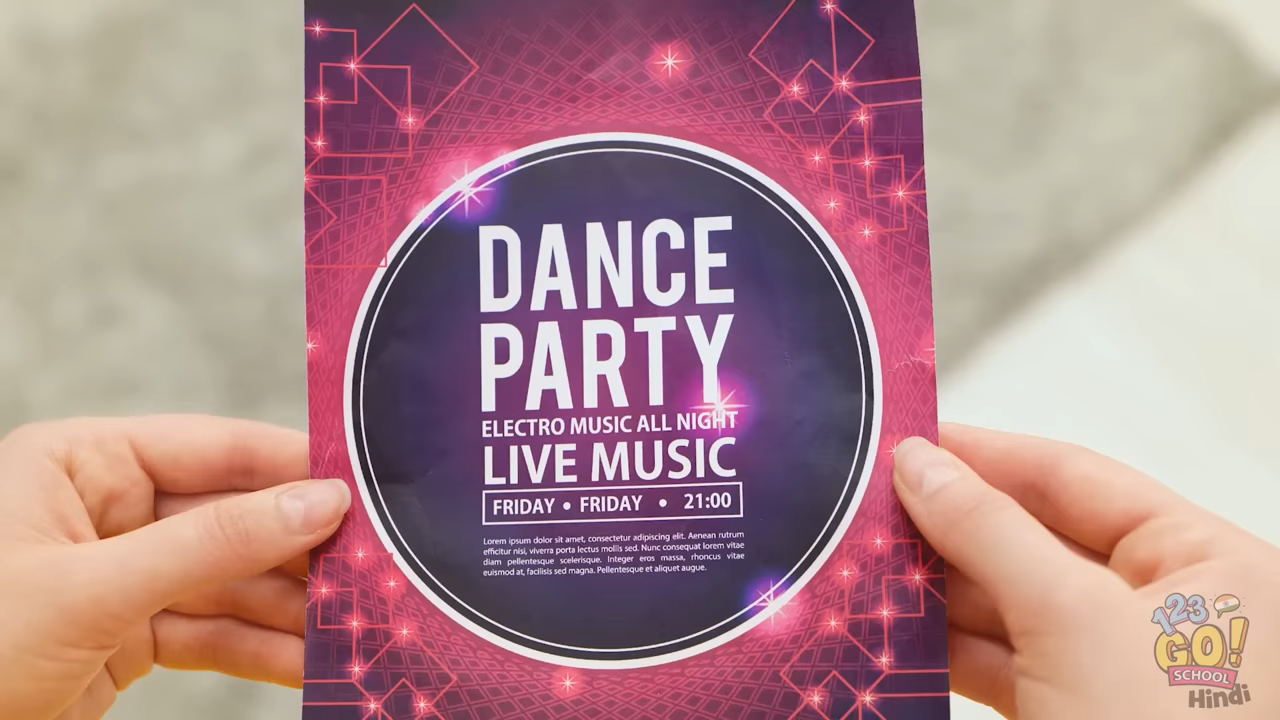 DANCE
PARTY
ELECTRO MUSIC ALL NIGHT
LIVE MUSIC
FRIDAY • FRIDAY • 21:00
Lorem ipsum dolor sit amet, consectetur adipiscing elit. Aenean rutrum
efficitur nisi, viverra porta lectus mollis sed. Nunc consequat lorem vitae
diam pellentesque scelerisque. Integer eros massa, rhoncus vitae
euismod at, facilisis sed magna. Pellentesque et aliquet augue.
123
GO!
SCHOOL
Hindi